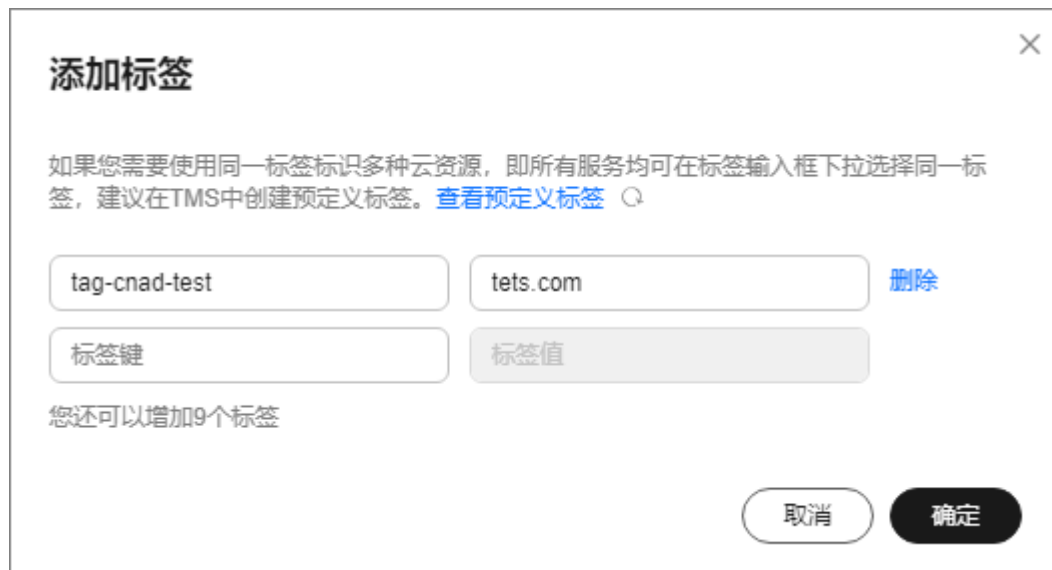 添加标签
如果您需要使用同一标签标识多种云资源，即所有服务均可在标签输入框下拉选择同一标
签，建议在TMS中创建预定义标签。查看预定义标签
tag-cnad-test tets.com 删除
标签键 标签值
您还可以增加9个标签
取消 确定